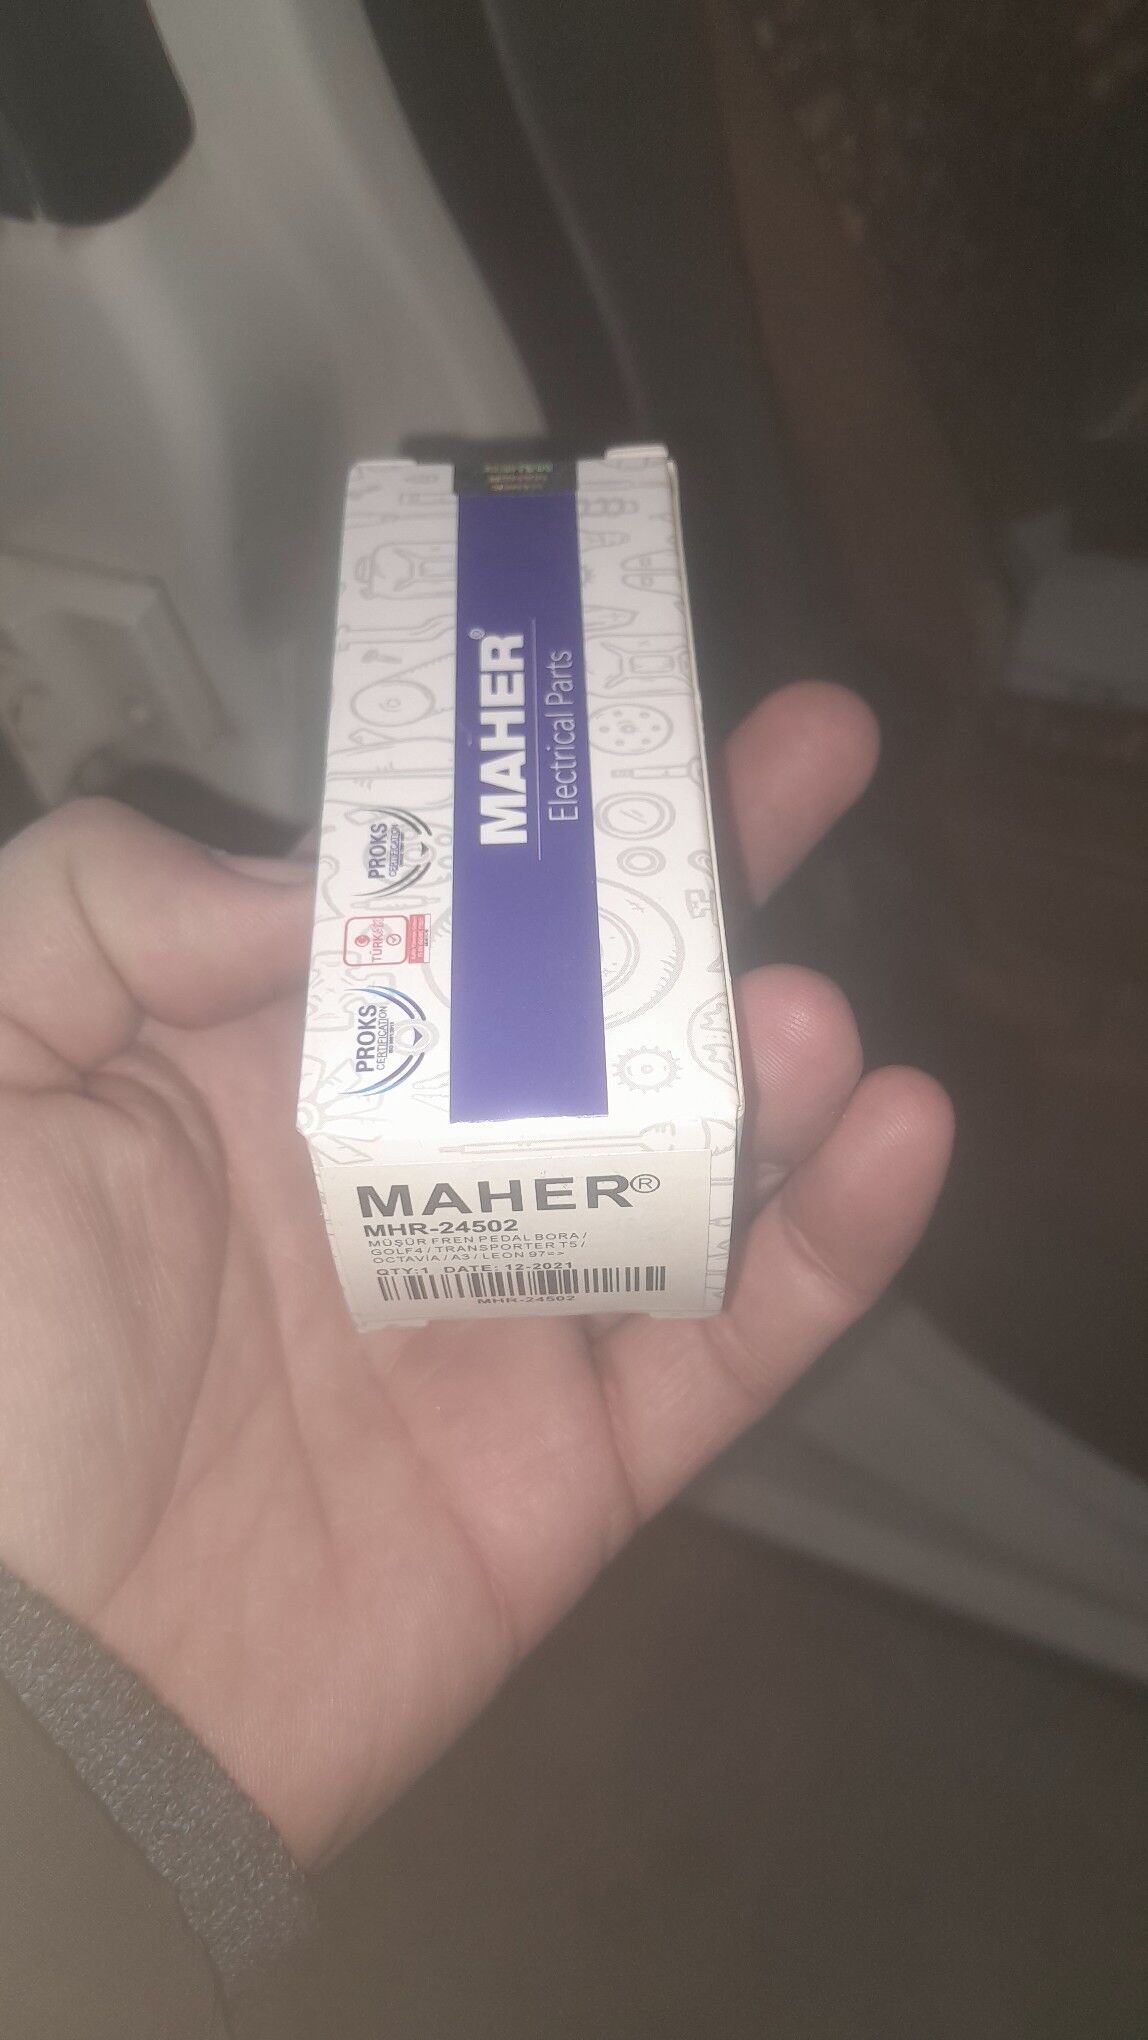 MAHER®
Electrical Parts
PROKS
CERTIFICATION
TÜRK
PROKS
CERTIFICATION
MAHER®
MHR-24502
MÜŞÜR FREN PEDAL BORA/
GOLF4/TRANSPORTER T5/
OCTAVIA/A3/LEON 97=>
QTY:1 DATE: 12-2021
MHR-24502